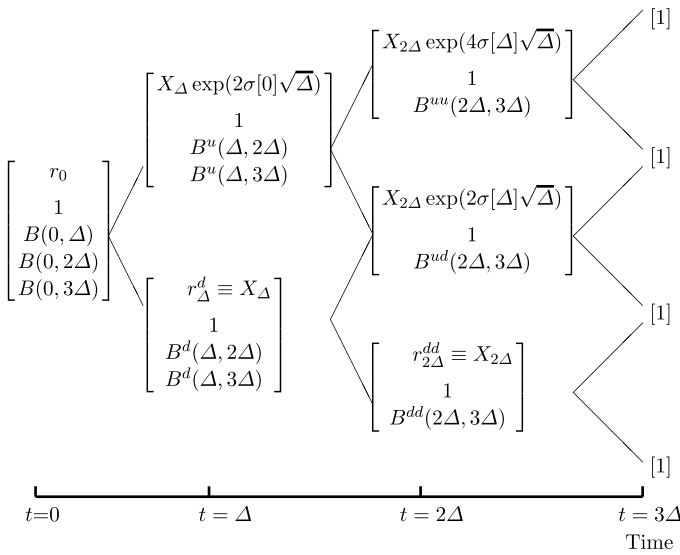 r_0
1
B(0, Δ)
B(0, 2Δ)
B(0, 3Δ)
X_Δ exp(2σ[0]√Δ)
1
B^u(Δ, 2Δ)
B^u(Δ, 3Δ)
r^d_Δ ≡ X_Δ
1
B^d(Δ, 2Δ)
B^d(Δ, 3Δ)
X_{2Δ} exp(4σ[Δ]√Δ)
1
B^{uu}(2Δ, 3Δ)
X_{2Δ} exp(2σ[Δ]√Δ)
1
B^{ud}(2Δ, 3Δ)
r^{dd}_{2Δ} ≡ X_{2Δ}
1
B^{dd}(2Δ, 3Δ)
[1]
[1]
[1]
[1]
t=0
t = Δ
t = 2Δ
t = 3Δ
Time